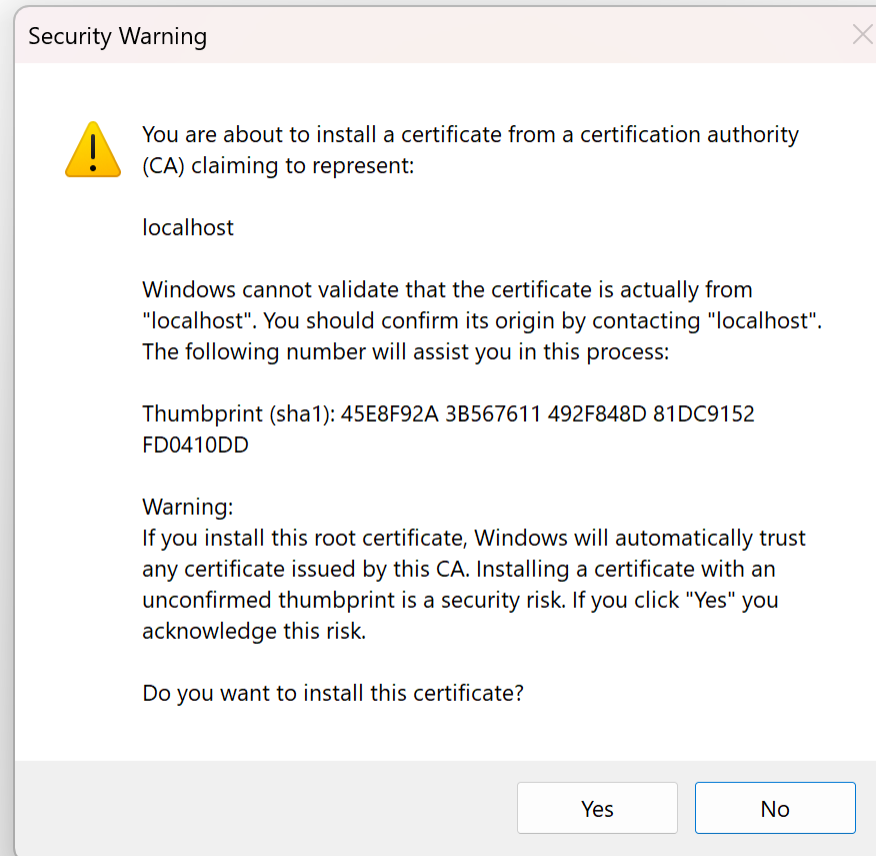 Security Warning
You are about to install a certificate from a certification authority
(CA) claiming to represent:
localhost
Windows cannot validate that the certificate is actually from
"localhost". You should confirm its origin by contacting "localhost".
The following number will assist you in this process:
Thumbprint (sha1): 45E8F92A 3B567611 492F848D 81DC9152
FD0410DD
Warning:
If you install this root certificate, Windows will automatically trust
any certificate issued by this CA. Installing a certificate with an
unconfirmed thumbprint is a security risk. If you click "Yes" you
acknowledge this risk.
Do you want to install this certificate?
Yes No